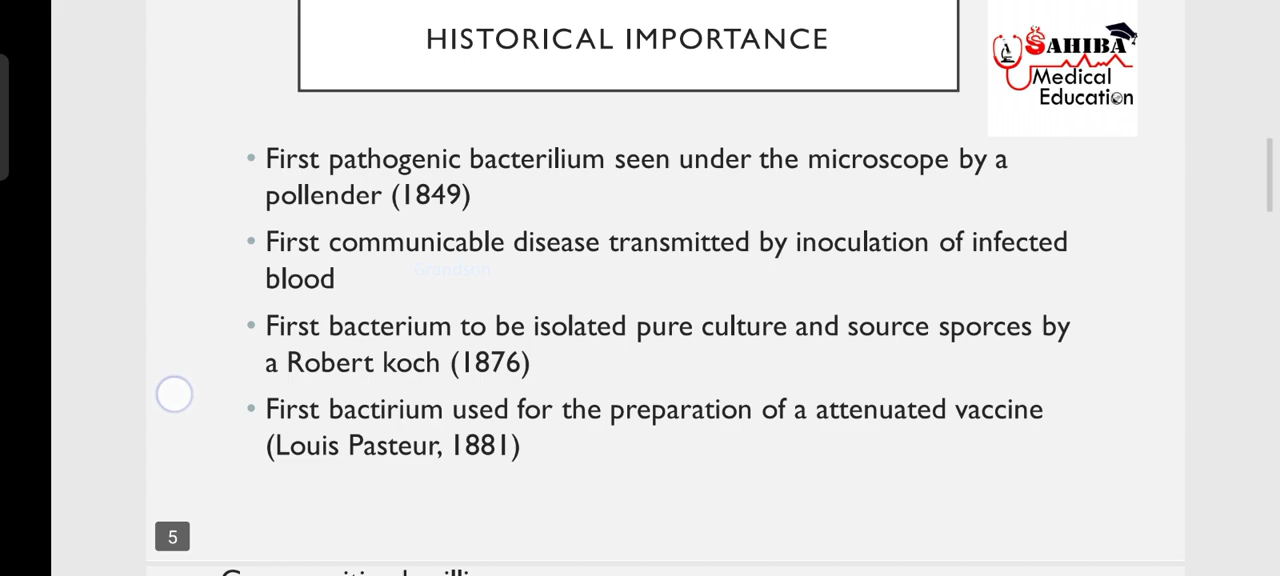 HISTORICAL IMPORTANCE
SAHIBA
Medical
Education
• First pathogenic bacterilium seen under the microscope by a
pollender (1849)
• First communicable disease transmitted by inoculation of infected
blood
Grandson
• First bacterium to be isolated pure culture and source sporces by
a Robert koch (1876)
• First bactirium used for the preparation of a attenuated vaccine
(Louis Pasteur, 1881)
5